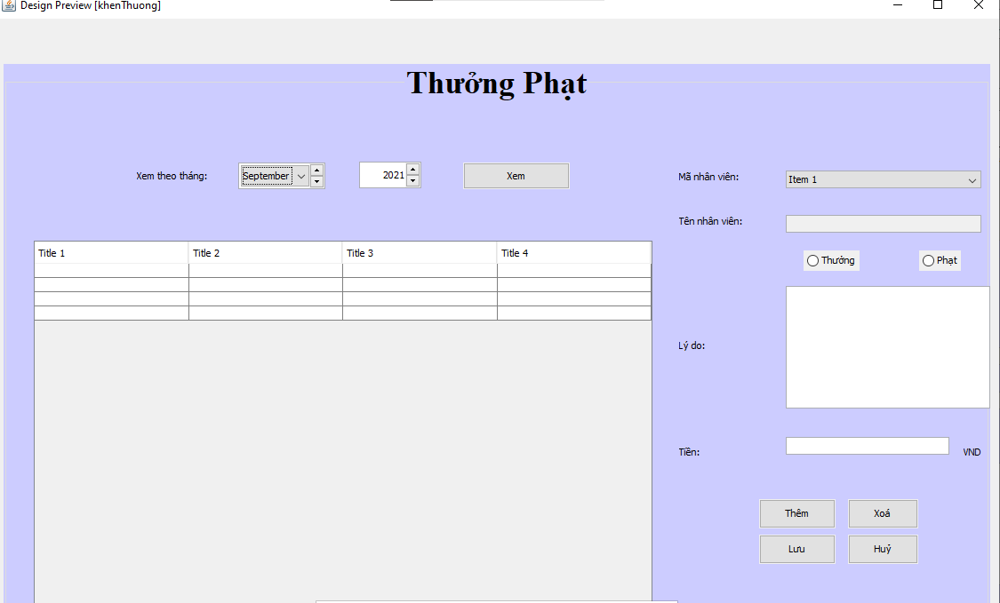 Design Preview [khenThuong]
Thưởng Phạt
Xem theo tháng:
September
2021
Xem
Mã nhân viên:
Item 1
Tên nhân viên:
Thưởng
Phạt
Title 1
Title 2
Title 3
Title 4
Lý do:
Tiền:
VND
Thêm
Xoá
Lưu
Huỷ